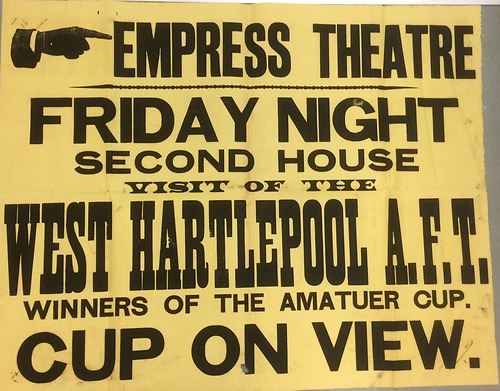 EMPRESS THEATRE
FRIDAY NIGHT
SECOND HOUSE
VISIT OF THE
WEST HARTLEPOOL A.F.T.
WINNERS OF THE AMATUER CUP.
CUP ON VIEW.